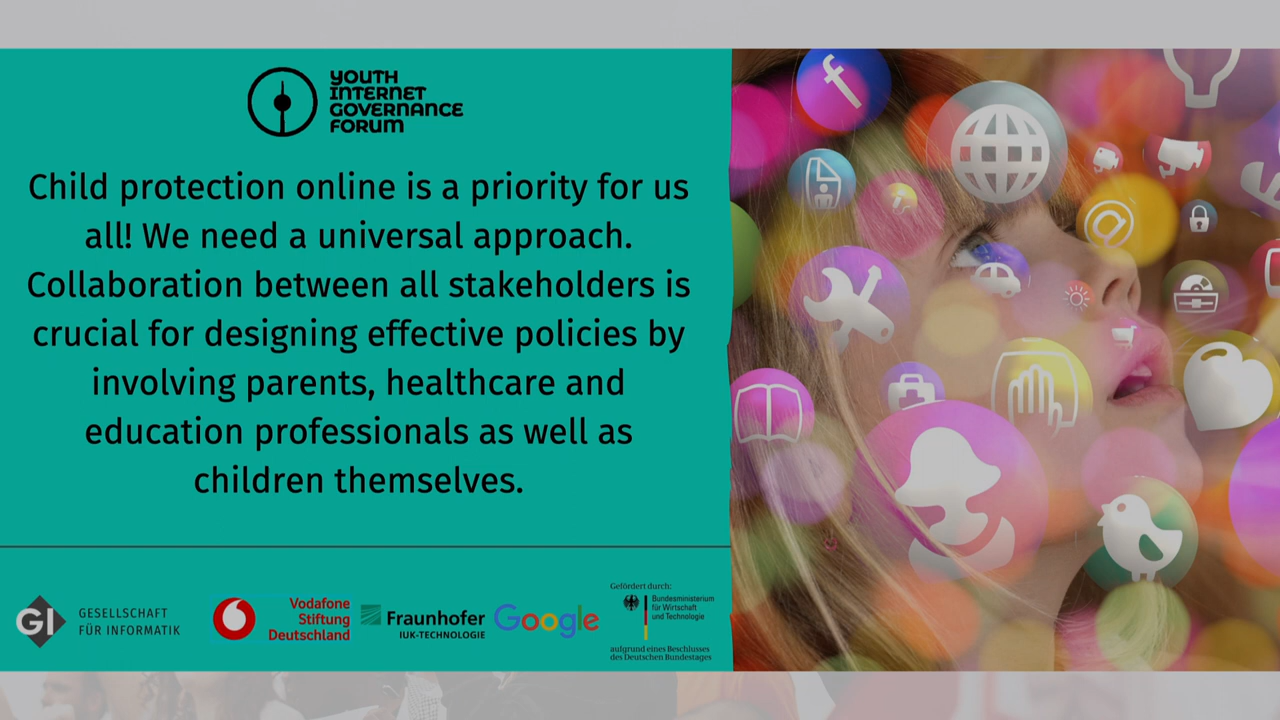 YOUTH
INTERNET
GOVERNANCE
FORUM
Child protection online is a priority for us
all! We need a universal approach.
Collaboration between all stakeholders is
crucial for designing effective policies by
involving parents, healthcare and
education professionals as well as
children themselves.
GI
GESELLSCHAFT
FÜR INFORMATIK
Vodafone
Stiftung
Deutschland
Fraunhofer
IUK-TECHNOLOGIE
Google
Gefördert durch:
Bundesministerium
für Wirtschaft
und Technologie
aufgrund eines Beschlusses
des Deutschen Bundestages
f
@